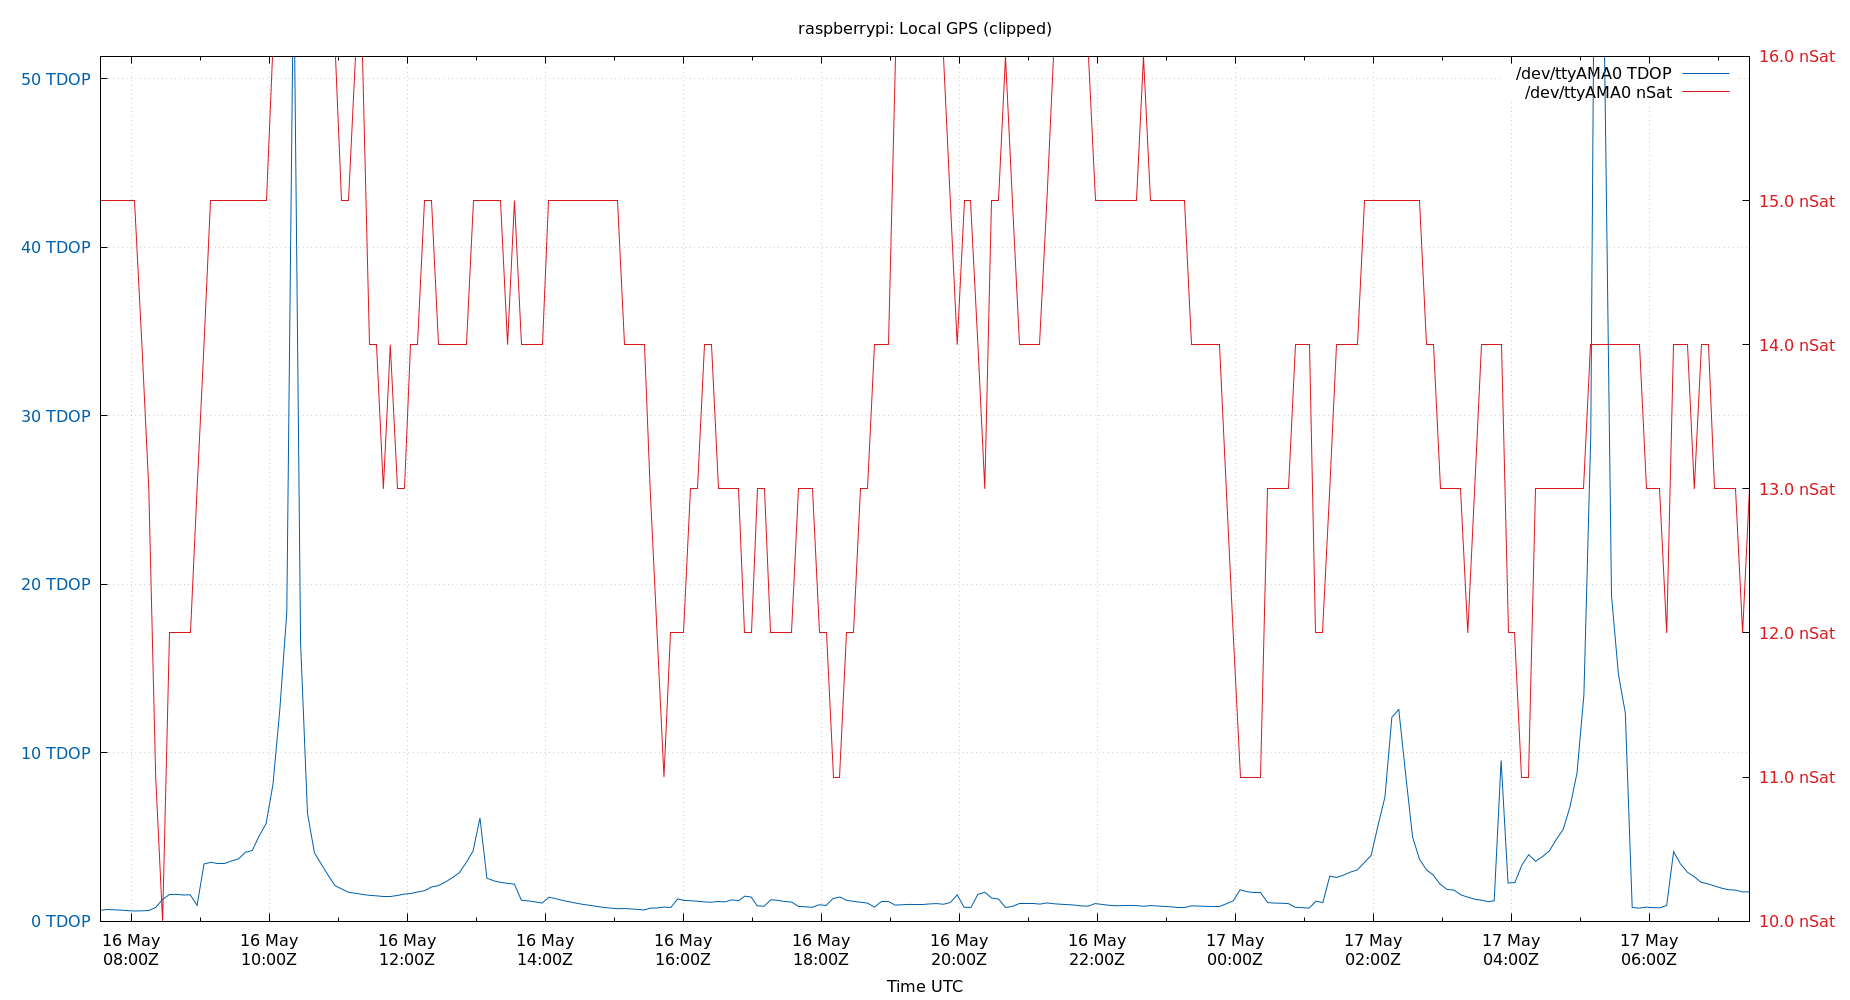 raspberrypi: Local GPS (clipped)
50 TDOP
40 TDOP
30 TDOP
20 TDOP
10 TDOP
0 TDOP
16.0 nSat
15.0 nSat
14.0 nSat
13.0 nSat
12.0 nSat
11.0 nSat
10.0 nSat
/dev/ttyAMA0 TDOP
/dev/ttyAMA0 nSat
16 May
08:00Z
16 May
10:00Z
16 May
12:00Z
16 May
14:00Z
16 May
16:00Z
16 May
18:00Z
16 May
20:00Z
16 May
22:00Z
17 May
00:00Z
17 May
02:00Z
17 May
04:00Z
17 May
06:00Z
Time UTC